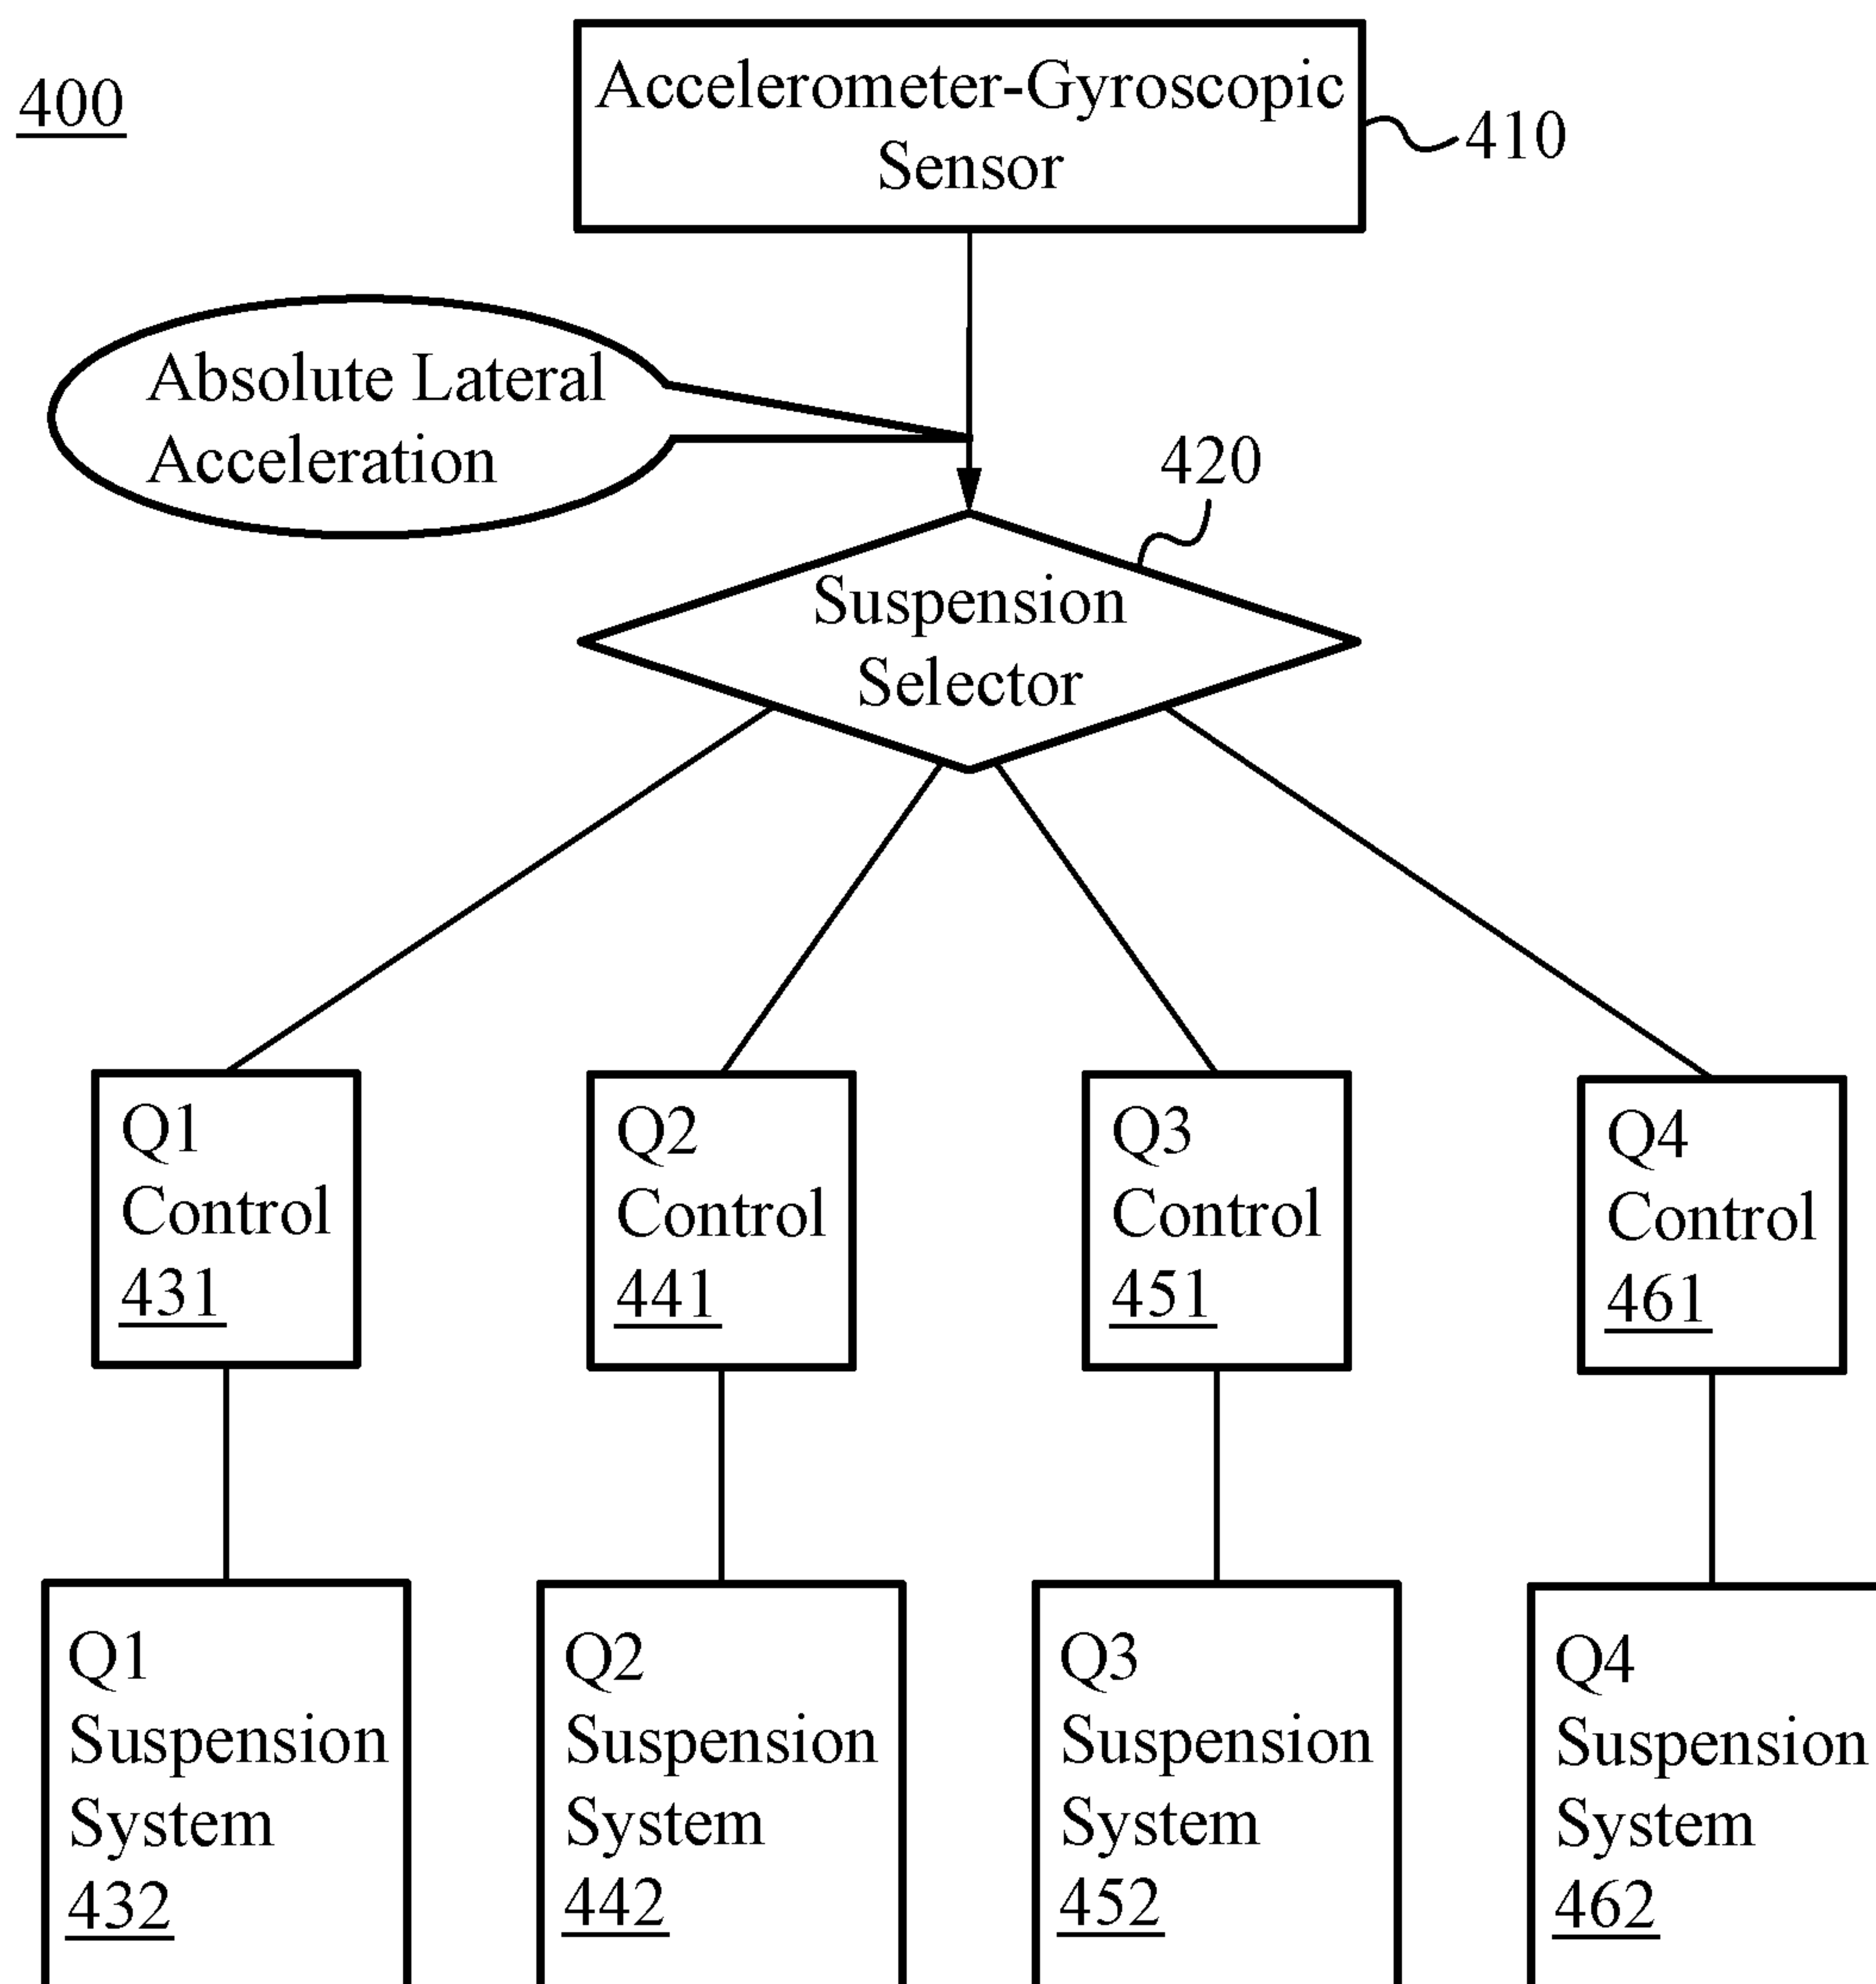 400
Accelerometer-Gyroscopic
Sensor
410
Absolute Lateral
Acceleration
420
Suspension
Selector
Q1
Control
431
Q2
Control
441
Q3
Control
451
Q4
Control
461
Q1
Suspension
System
432
Q2
Suspension
System
442
Q3
Suspension
System
452
Q4
Suspension
System
462